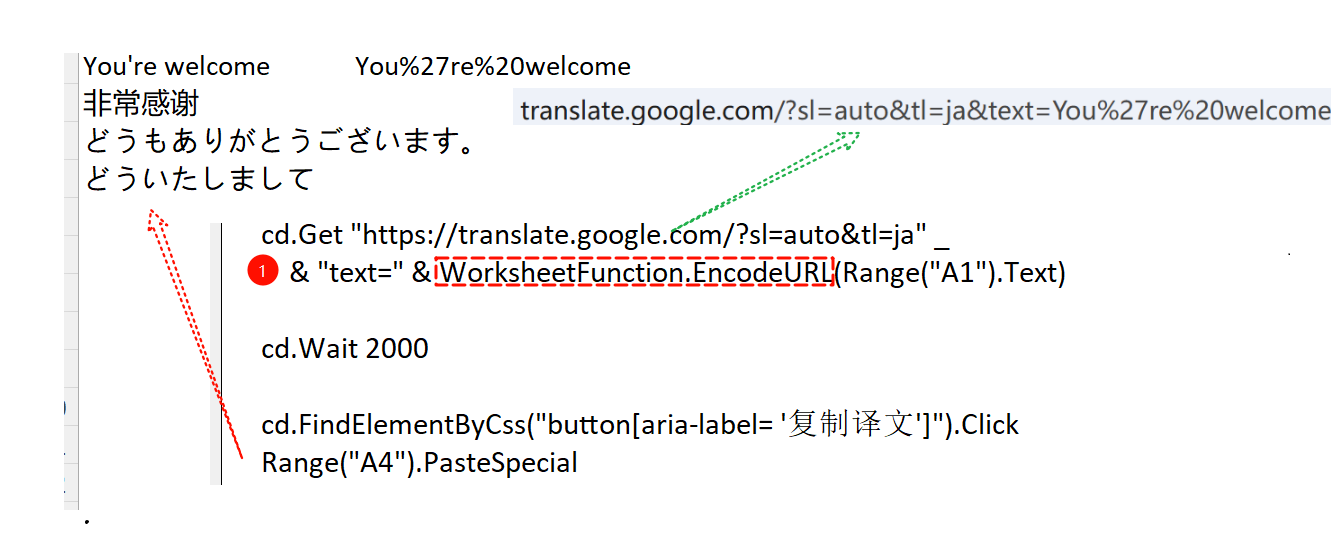 You're welcome You%27re%20welcome
非常感谢
translate.google.com/?sl=auto&tl=ja&text=You%27re%20welcome
どうもありがとうございます。
どういたしまして
cd.Get "https://translate.google.com/?sl=auto&tl=ja" _
1 & "text=" & WorksheetFunction.EncodeURL(Range("A1").Text)
cd.Wait 2000
cd.FindElementByCss("button[aria-label= '复制译文']").Click
Range("A4").PasteSpecial